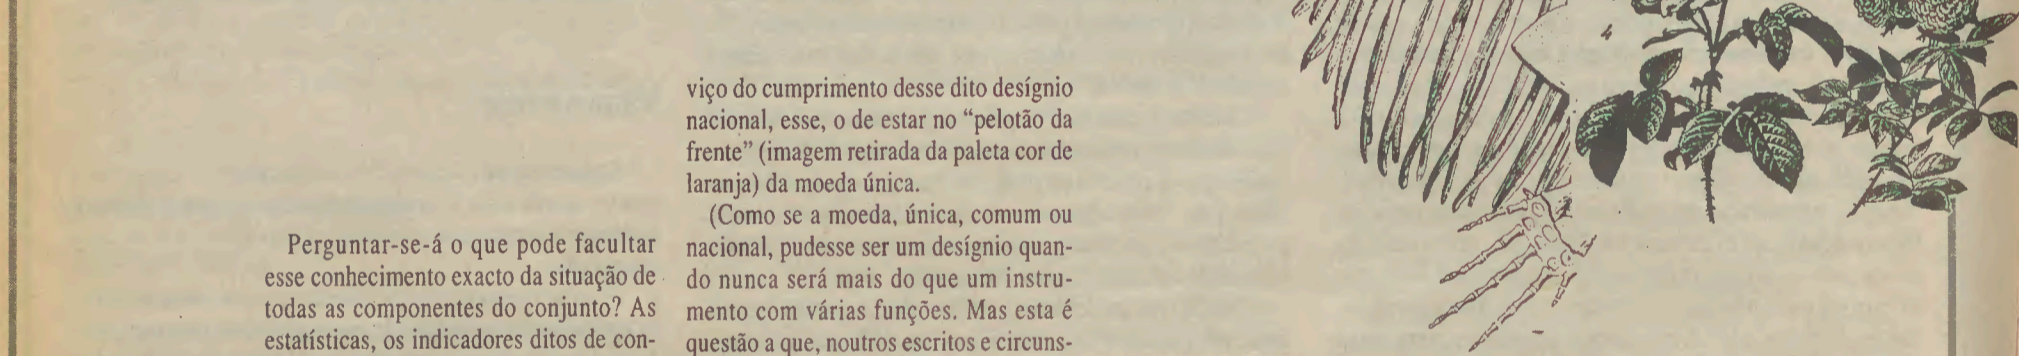 Perguntar-se-á o que pode facultar
esse conhecimento exacto da situação de
todas as componentes do conjunto? As
estatísticas, os indicadores ditos de con-
viço do cumprimento desse dito desígnio
nacional, esse, o de estar no “pelotão da
frente” (imagem retirada da paleta cor de
laranja) da moeda única.
(Como se a moeda, única, comum ou
nacional, pudesse ser um desígnio quan-
do nunca será mais do que um instru-
mento com várias funções. Mas esta é
questão a que, noutros escritos e circuns-